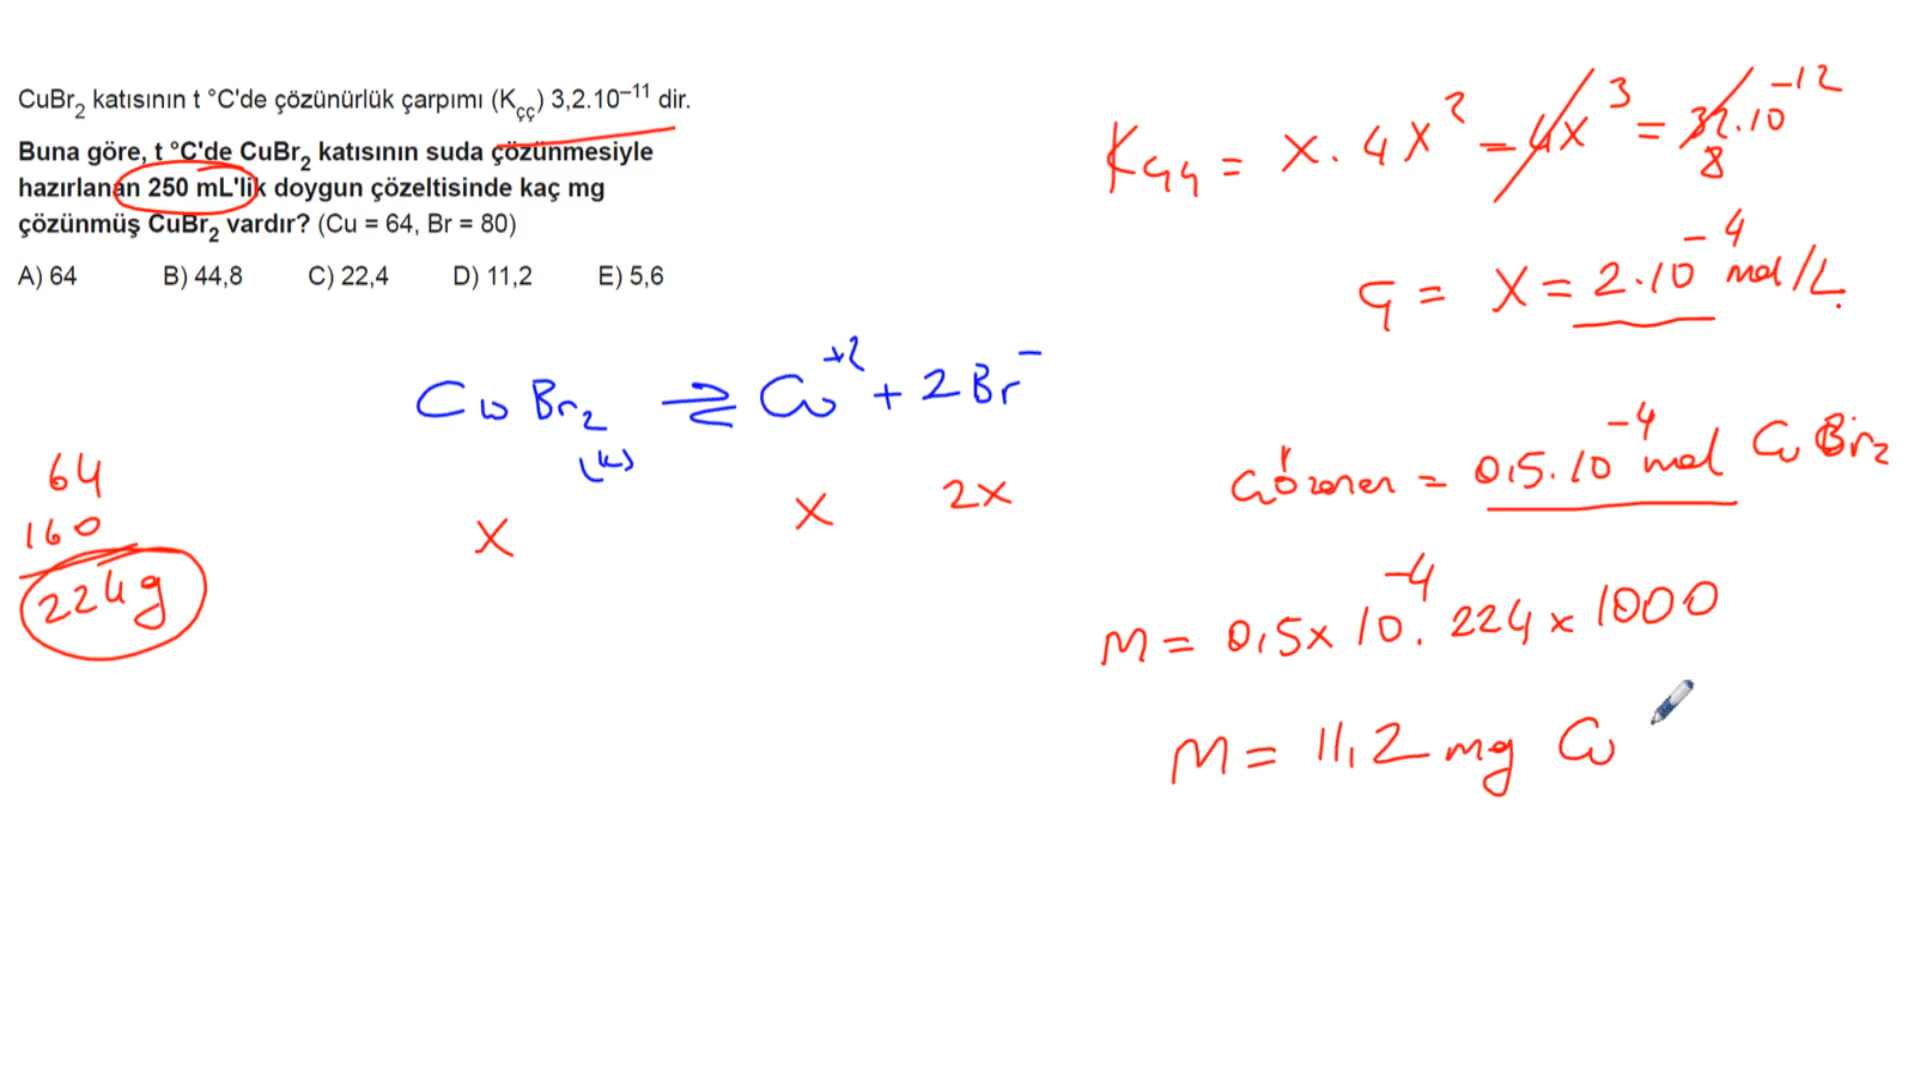 CuBr₂ katısının t °C'de çözünürlük çarpımı (Kçç) 3,2.10⁻¹¹ dir.
Buna göre, t °C'de CuBr₂ katısının suda çözünmesiyle
hazırlanan 250 mL'lik doygun çözeltisinde kaç mg
çözünmüş CuBr₂ vardır? (Cu = 64, Br = 80)
A) 64 B) 44,8 C) 22,4 D) 11,2 E) 5,6
Kçç = x . 4x² = 4x³ = 32.10⁻¹²
8
Ç = x = 2.10⁻⁴ mol/L
CuBr₂(k) ⇌ Cu⁺² + 2Br⁻
x x 2x
64
160
224g
Çözünen = 0,5.10⁻⁴ mol CuBr₂
M = 0,5x10⁻⁴ . 224 x 1000
M = 11,2 mg Cu